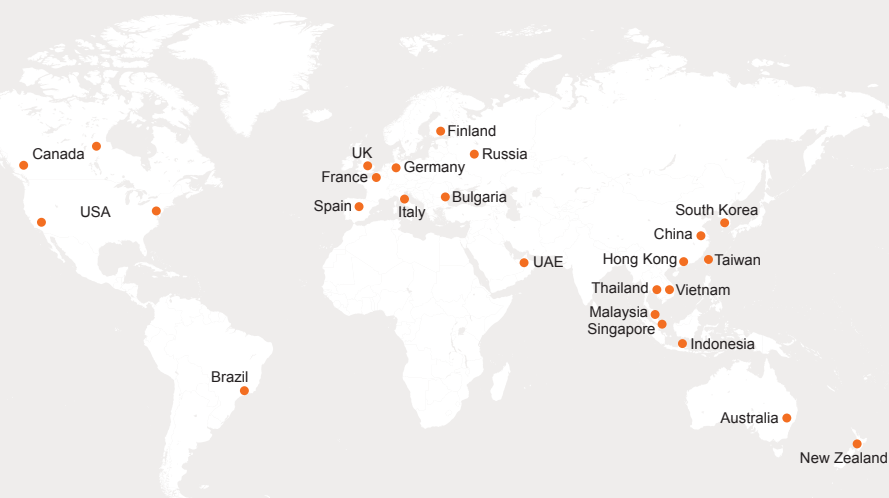 Finland
Canada
UK
Russia
Germany
France
Bulgaria
Spain
Italy
USA
South Korea
China
Hong Kong
Taiwan
UAE
Thailand
Vietnam
Malaysia
Singapore
Indonesia
Brazil
Australia
New Zealand